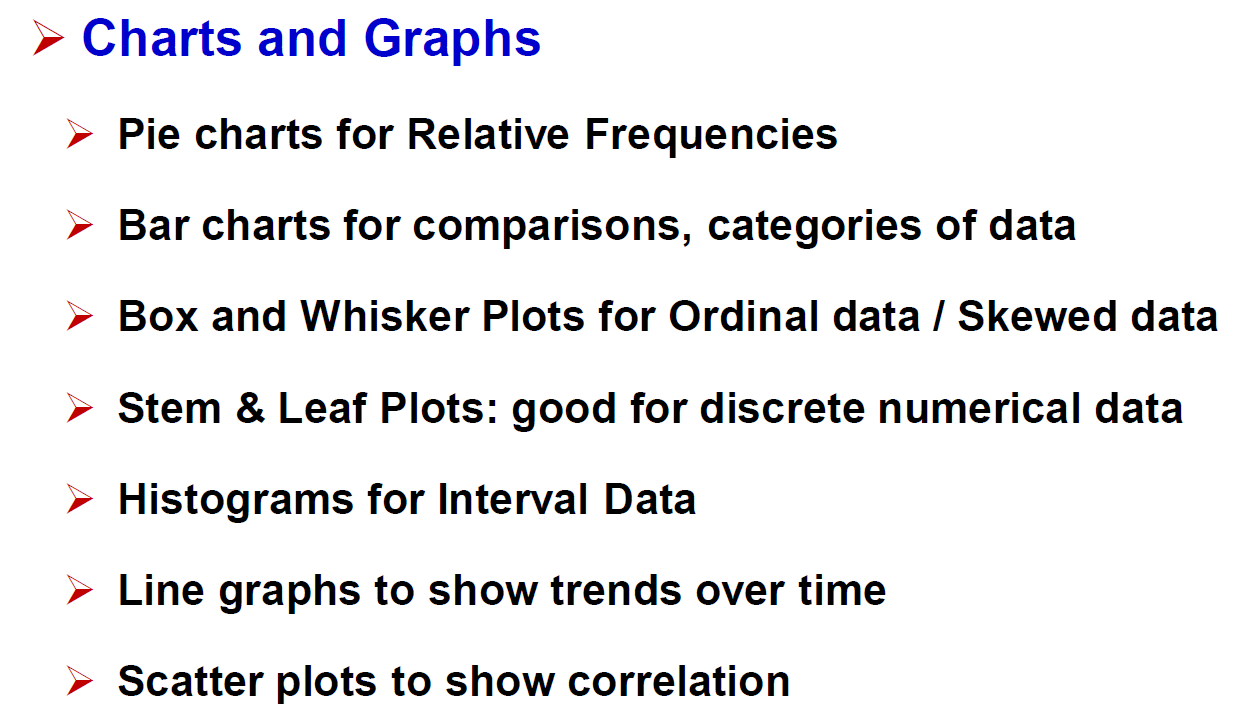 Charts and Graphs
Pie charts for Relative Frequencies
Bar charts for comparisons, categories of data
Box and Whisker Plots for Ordinal data / Skewed data
Stem & Leaf Plots: good for discrete numerical data
Histograms for Interval Data
Line graphs to show trends over time
Scatter plots to show correlation